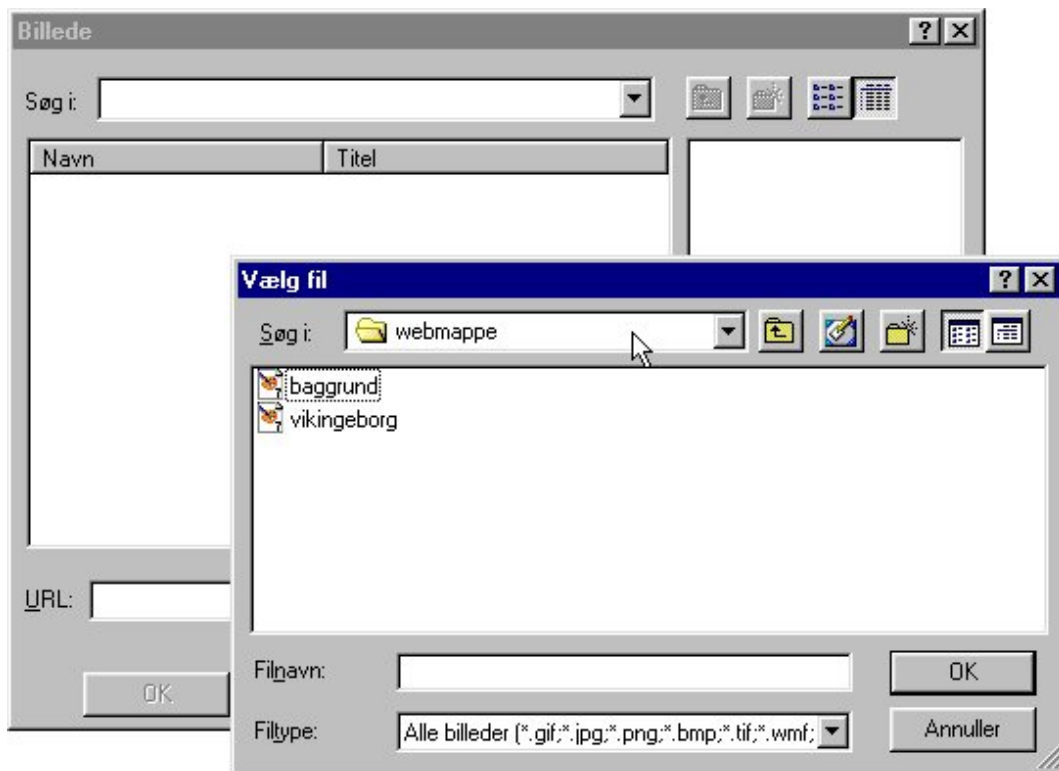 Billede
Søg i:
Navn Titel
Vælg fil
Søg i: webmappe
baggrund
vikingeborg
URL:
Filnavn:
OK
OK
Filtype: Alle billeder (*.gif;*.jpg;*.png;*.bmp;*.tif;*.wmf;
Annuller